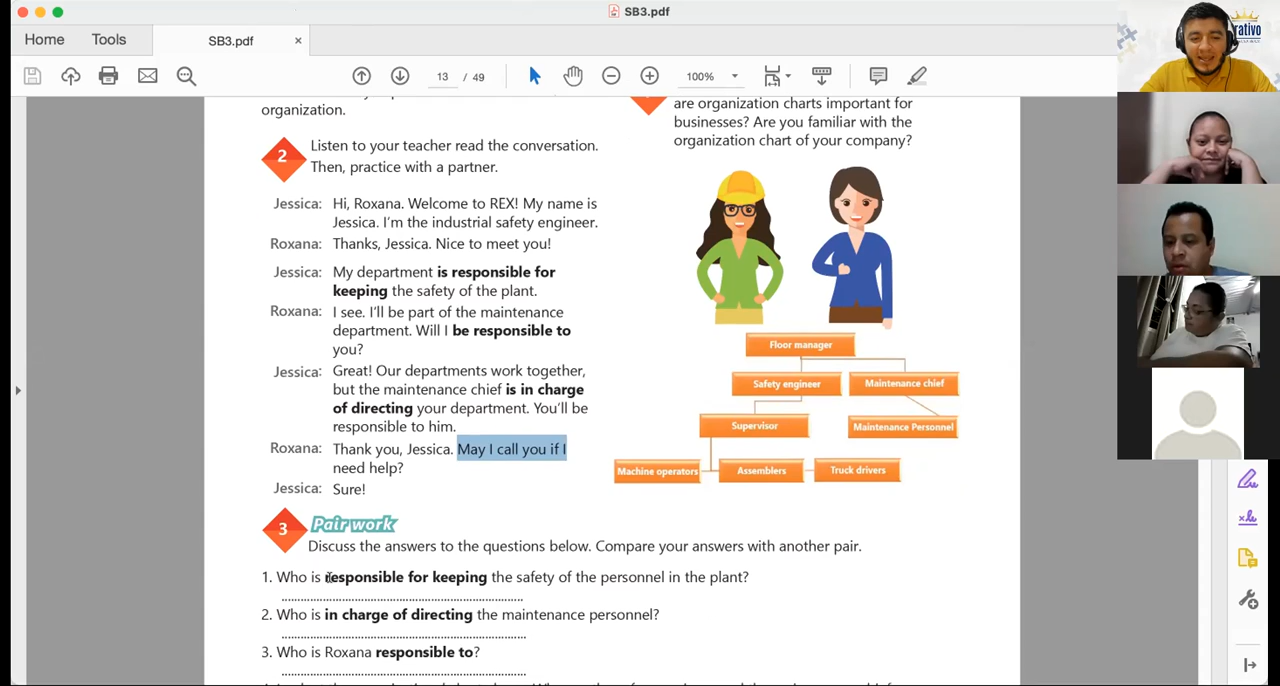 SB3.pdf
Home
Tools
SB3.pdf
×
13 / 49
100%
rativo
organization.
are organization charts important for
businesses? Are you familiar with the
organization chart of your company?
2
Listen to your teacher read the conversation.
Then, practice with a partner.
Jessica: Hi, Roxana. Welcome to REX! My name is
Jessica. I'm the industrial safety engineer.
Roxana: Thanks, Jessica. Nice to meet you!
Jessica: My department is responsible for
keeping the safety of the plant.
Roxana: I see. I'll be part of the maintenance
department. Will I be responsible to
you?
Jessica: Great! Our departments work together,
but the maintenance chief is in charge
of directing your department. You'll be
responsible to him.
Roxana: Thank you, Jessica. May I call you if I
need help?
Jessica: Sure!
Floor manager
Safety engineer
Maintenance chief
Supervisor
Maintenance Personnel
Machine operators
Assemblers
Truck drivers
3
Pair work
Discuss the answers to the questions below. Compare your answers with another pair.
1. Who is responsible for keeping the safety of the personnel in the plant?
2. Who is in charge of directing the maintenance personnel?
3. Who is Roxana responsible to?